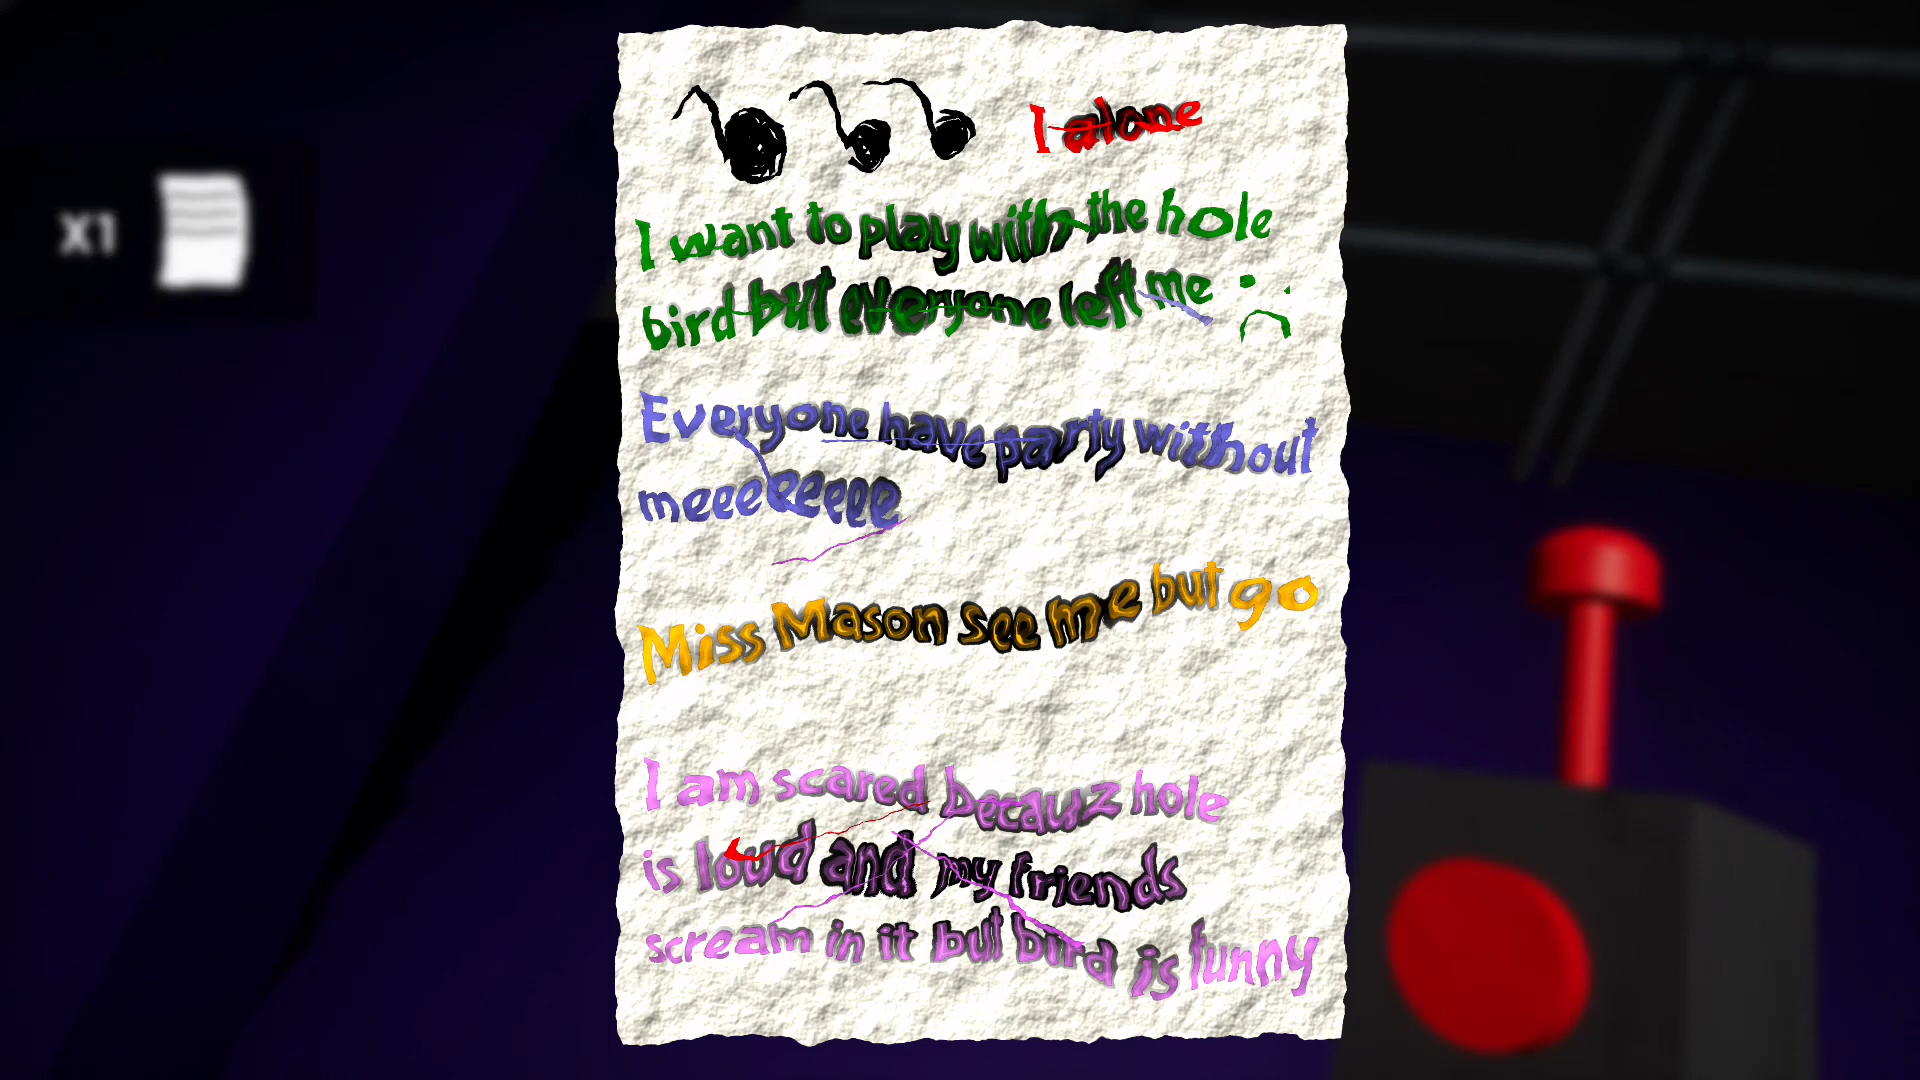 X1
I alone
I want to play with the hole
bird but everyone left me :(
Everyone have party without
meeeeeeee
Miss Mason see me but go
I am scared becauz hole
is loud and my friends
scream in it but bird is funny